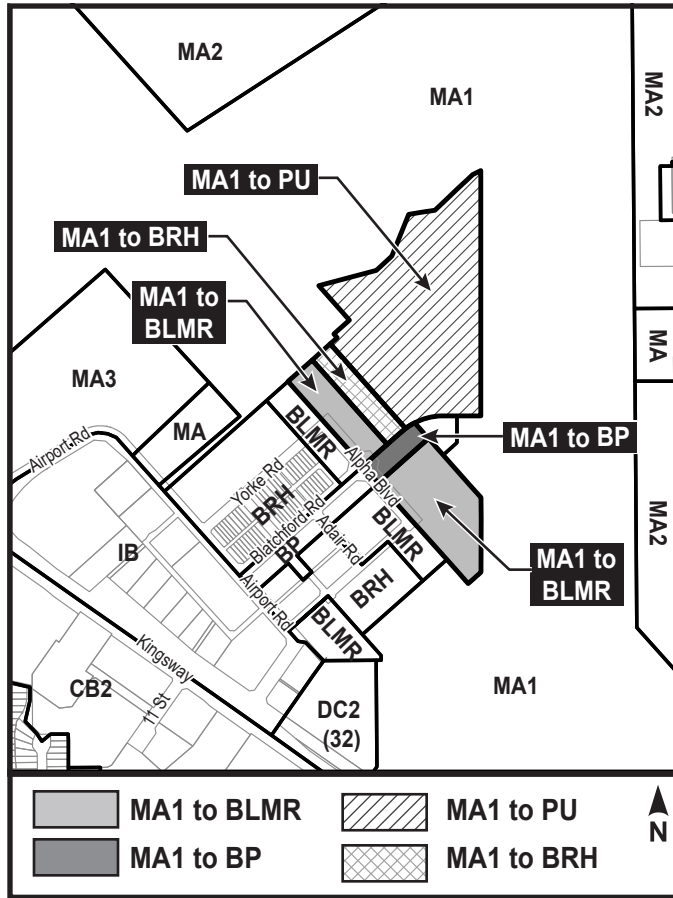 MA2
MA1
MA2
MA1 to PU
MA1 to BRH
MA1 to
BLMR
MA3
MA
MA
BLMR
MA1 to BP
Airport Rd
Yorke Rd
Alpha Blvd
BRH
Blatchford Rd
BLMR
MA2
IB
BP
Adair Rd
MA1 to
BLMR
BRH
Airport Rd
BLMR
Kingsway
CB2
11 St
MA1
DC2
(32)
MA1 to BLMR
MA1 to PU
MA1 to BP
MA1 to BRH
N